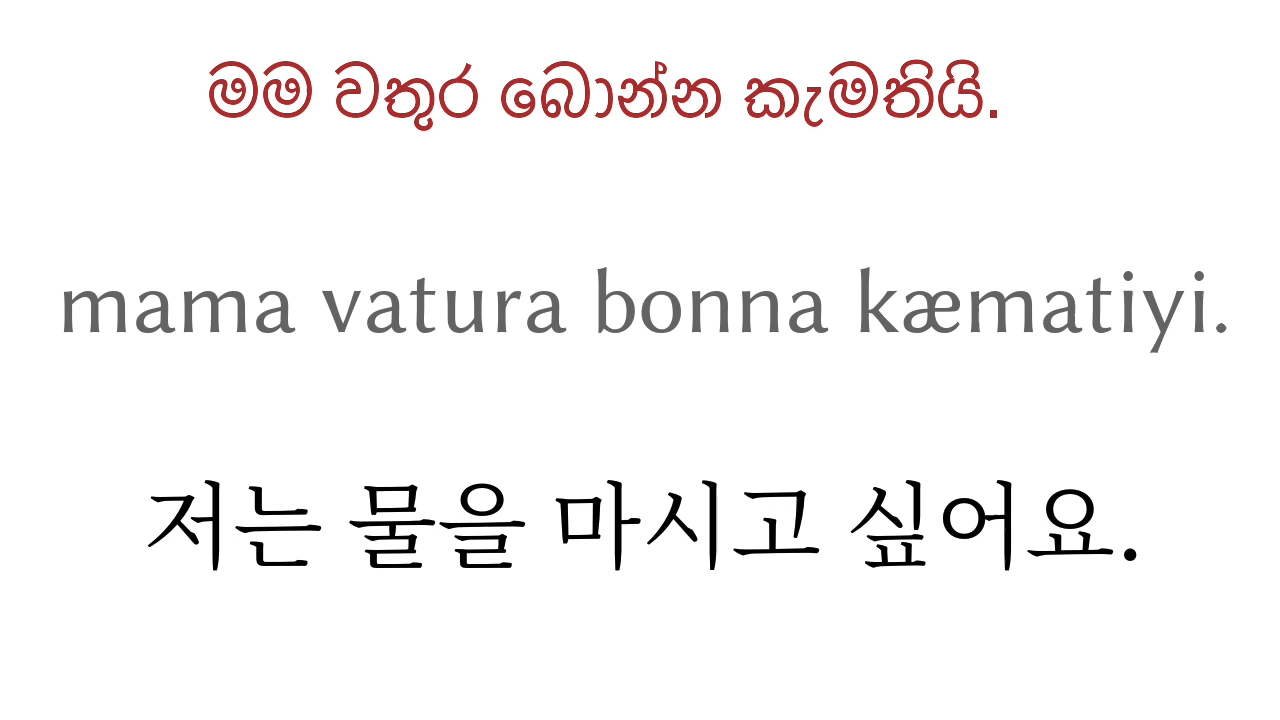 මම වතුර බොන්න කැමතියි.
mama vatura bonna kæmatiyi.
저는 물을 마시고 싶어요.